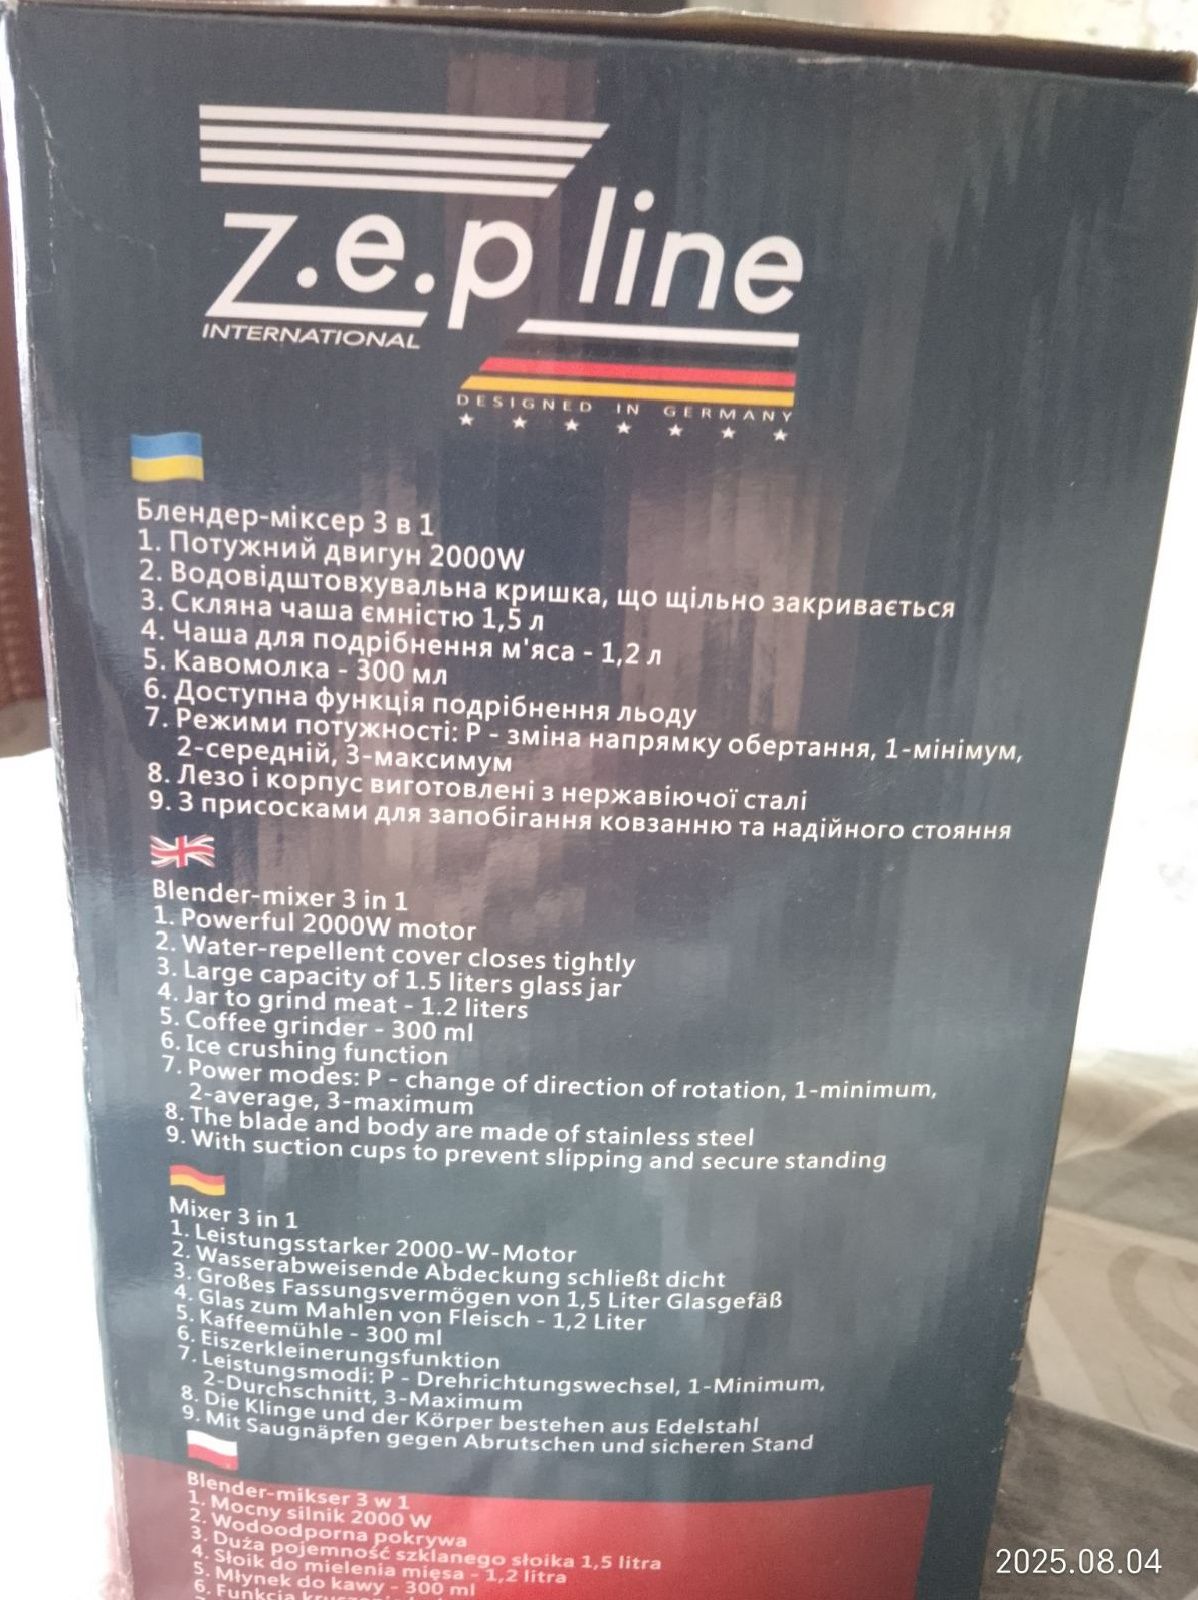 z.e.p line
INTERNATIONAL
DESIGNED IN GERMANY
Блендер-міксер 3 в 1
1. Потужний двигун 2000W
2. Водовідштовхувальна кришка, що щільно закривається
3. Скляна чаша ємністю 1,5 л
4. Чаша для подрібнення м'яса - 1,2 л
5. Кавомолка - 300 мл
6. Доступна функція подрібнення льоду
7. Режими потужності: P - зміна напрямку обертання, 1-мінімум,
2-середній, 3-максимум
8. Лезо і корпус виготовлені з нержавіючої сталі
9. З присосками для запобігання ковзанню та надійного стояння
Blender-mixer 3 in 1
1. Powerful 2000W motor
2. Water-repellent cover closes tightly
3. Large capacity of 1.5 liters glass jar
4. Jar to grind meat - 1.2 liters
5. Coffee grinder - 300 ml
6. Ice crushing function
7. Power modes: P - change of direction of rotation, 1-minimum,
2-average, 3-maximum
8. The blade and body are made of stainless steel
9. With suction cups to prevent slipping and secure standing
Mixer 3 in 1
1. Leistungsstarker 2000-W-Motor
2. Wasserabweisende Abdeckung schließt dicht
3. Großes Fassungsvermögen von 1,5 Liter Glasgefäß
4. Glas zum Mahlen von Fleisch - 1,2 Liter
5. Kaffeemühle - 300 ml
6. Eiszerkleinerungsfunktion
7. Leistungsmodi: P - Drehrichtungswechsel, 1-Minimum,
2-Durchschnitt, 3-Maximum
8. Die Klinge und der Körper bestehen aus Edelstahl
9. Mit Saugnäpfen gegen Abrutschen und sicheren Stand
Blender-mikser 3 w 1
1. Mocny silnik 2000 W
2. Wodoodporna pokrywa
3. Duża pojemność szklanego słoika 1,5 litra
4. Słoik do mielenia mięsa - 1,2 litra
5. Młynek do kawy - 300 ml
6. Funkcja
2025.08.04